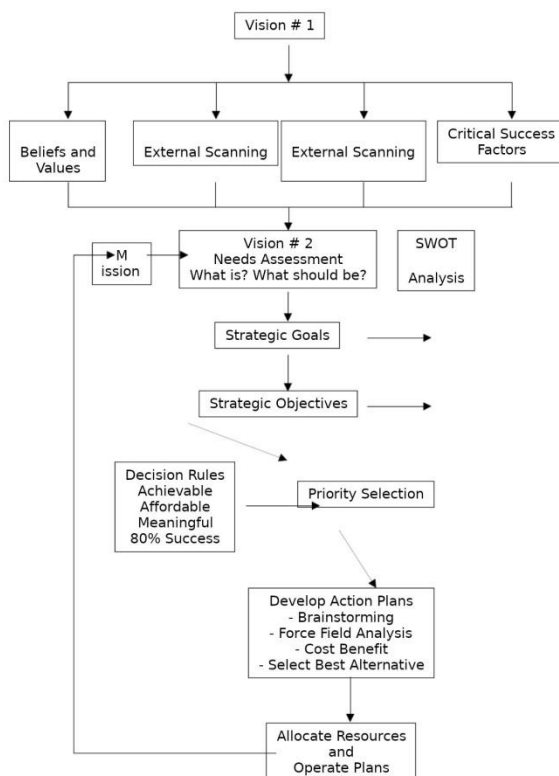 Vision # 1
Beliefs and
Values
External Scanning
External Scanning
Critical Success
Factors
M
ission
Vision # 2
Needs Assessment
What is? What should be?
SWOT
Analysis
Strategic Goals
Strategic Objectives
Decision Rules
Achievable
Affordable
Meaningful
80% Success
Priority Selection
Develop Action Plans
- Brainstorming
- Force Field Analysis
- Cost Benefit
- Select Best Alternative
Allocate Resources
and
Operate Plans